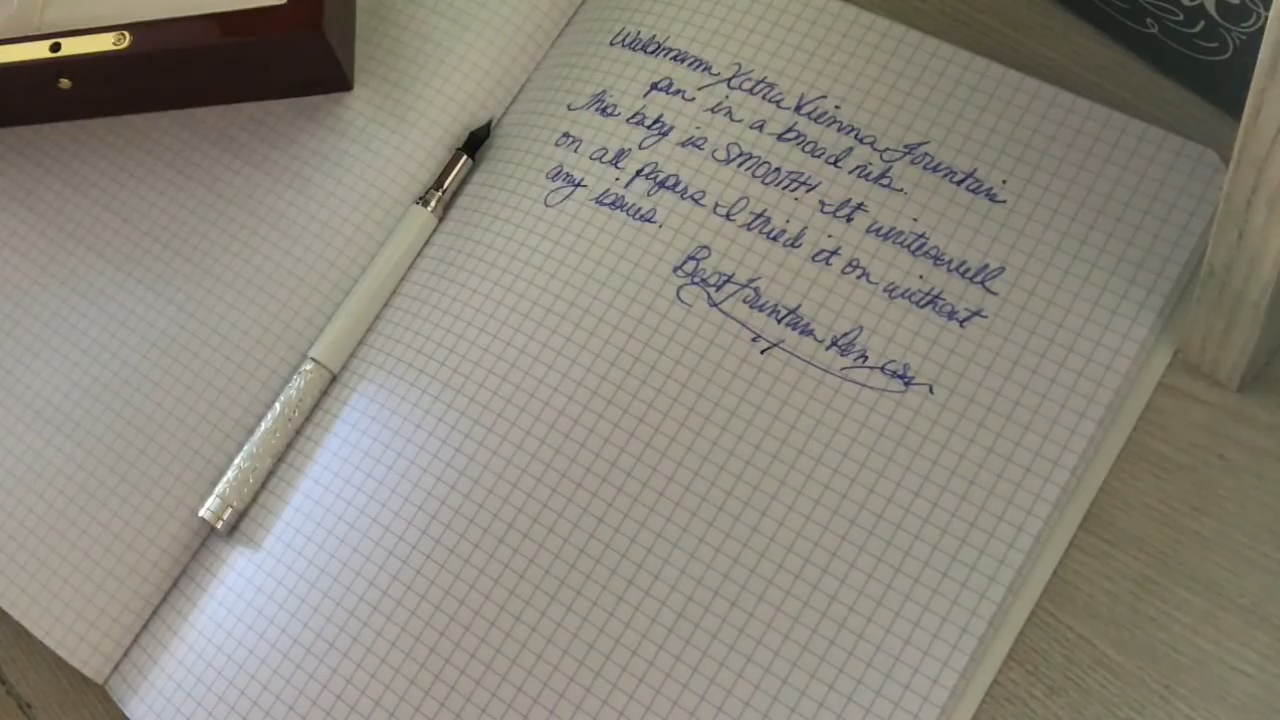 Waldmann Xetra Vienna Fountain
pen in a broad nib.
This baby is SMOOTH! It writes well
on all papers I tried it on without
any issues.
Best Fountain Pen